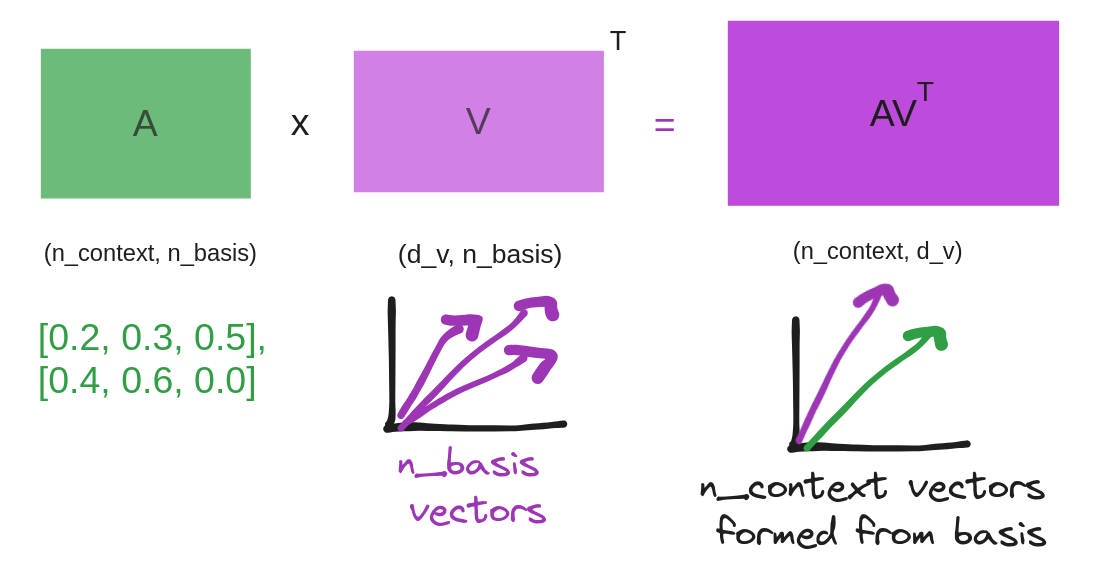 A x V T = AV T
(n_context, n_basis) (d_v, n_basis) (n_context, d_v)
[0.2, 0.3, 0.5],
[0.4, 0.6, 0.0]
n_basis
vectors
n_context vectors
formed from basis